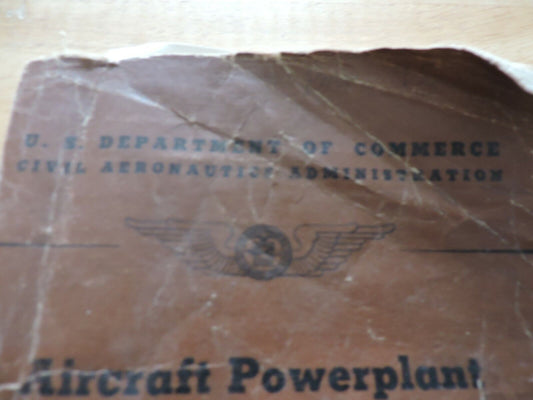 U. S. DEPARTMENT OF COMMERCE
CIVIL AERONAUTICS ADMINISTRATION
Aircraft Powerplant